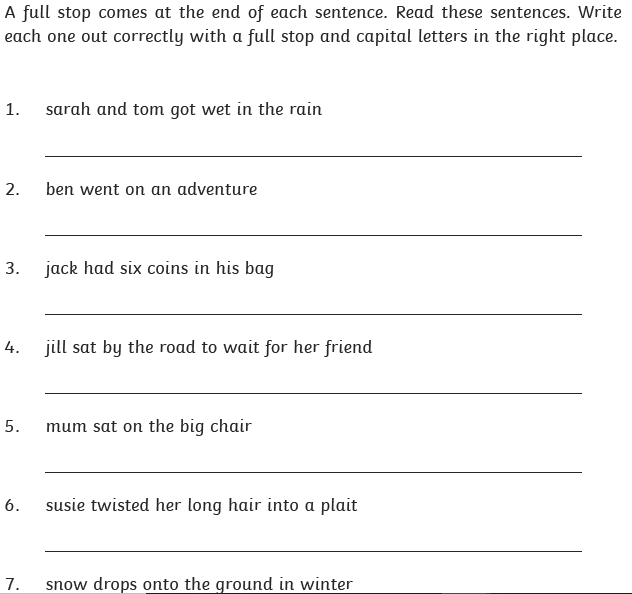 A full stop comes at the end of each sentence. Read these sentences. Write
each one out correctly with a full stop and capital letters in the right place.
1. sarah and tom got wet in the rain
2. ben went on an adventure
3. jack had six coins in his bag
4. jill sat by the road to wait for her friend
5. mum sat on the big chair
6. susie twisted her long hair into a plait
7. snow drops onto the ground in winter